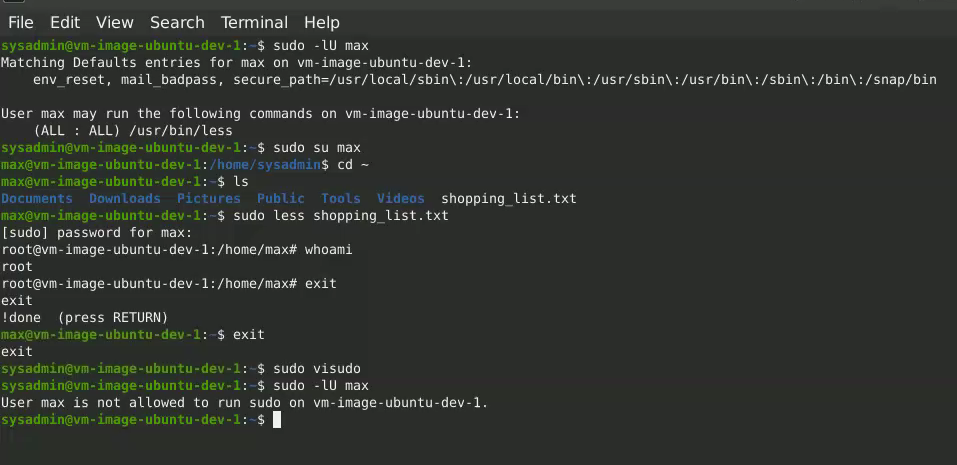 File Edit View Search Terminal Help
sysadmin@vm-image-ubuntu-dev-1:~$ sudo -lU max
Matching Defaults entries for max on vm-image-ubuntu-dev-1:
    env_reset, mail_badpass, secure_path=/usr/local/sbin\:/usr/local/bin\:/usr/sbin\:/usr/bin\:/sbin\:/bin\:/snap/bin

User max may run the following commands on vm-image-ubuntu-dev-1:
    (ALL : ALL) /usr/bin/less
sysadmin@vm-image-ubuntu-dev-1:~$ sudo su max
max@vm-image-ubuntu-dev-1:/home/sysadmin$ cd ~
max@vm-image-ubuntu-dev-1:~$ ls
Documents  Downloads  Pictures  Public  Tools  Videos  shopping_list.txt
max@vm-image-ubuntu-dev-1:~$ sudo less shopping_list.txt
[sudo] password for max:
root@vm-image-ubuntu-dev-1:/home/max# whoami
root
root@vm-image-ubuntu-dev-1:/home/max# exit
exit
!done  (press RETURN)
max@vm-image-ubuntu-dev-1:~$ exit
exit
sysadmin@vm-image-ubuntu-dev-1:~$ sudo visudo
sysadmin@vm-image-ubuntu-dev-1:~$ sudo -lU max
User max is not allowed to run sudo on vm-image-ubuntu-dev-1.
sysadmin@vm-image-ubuntu-dev-1:~$